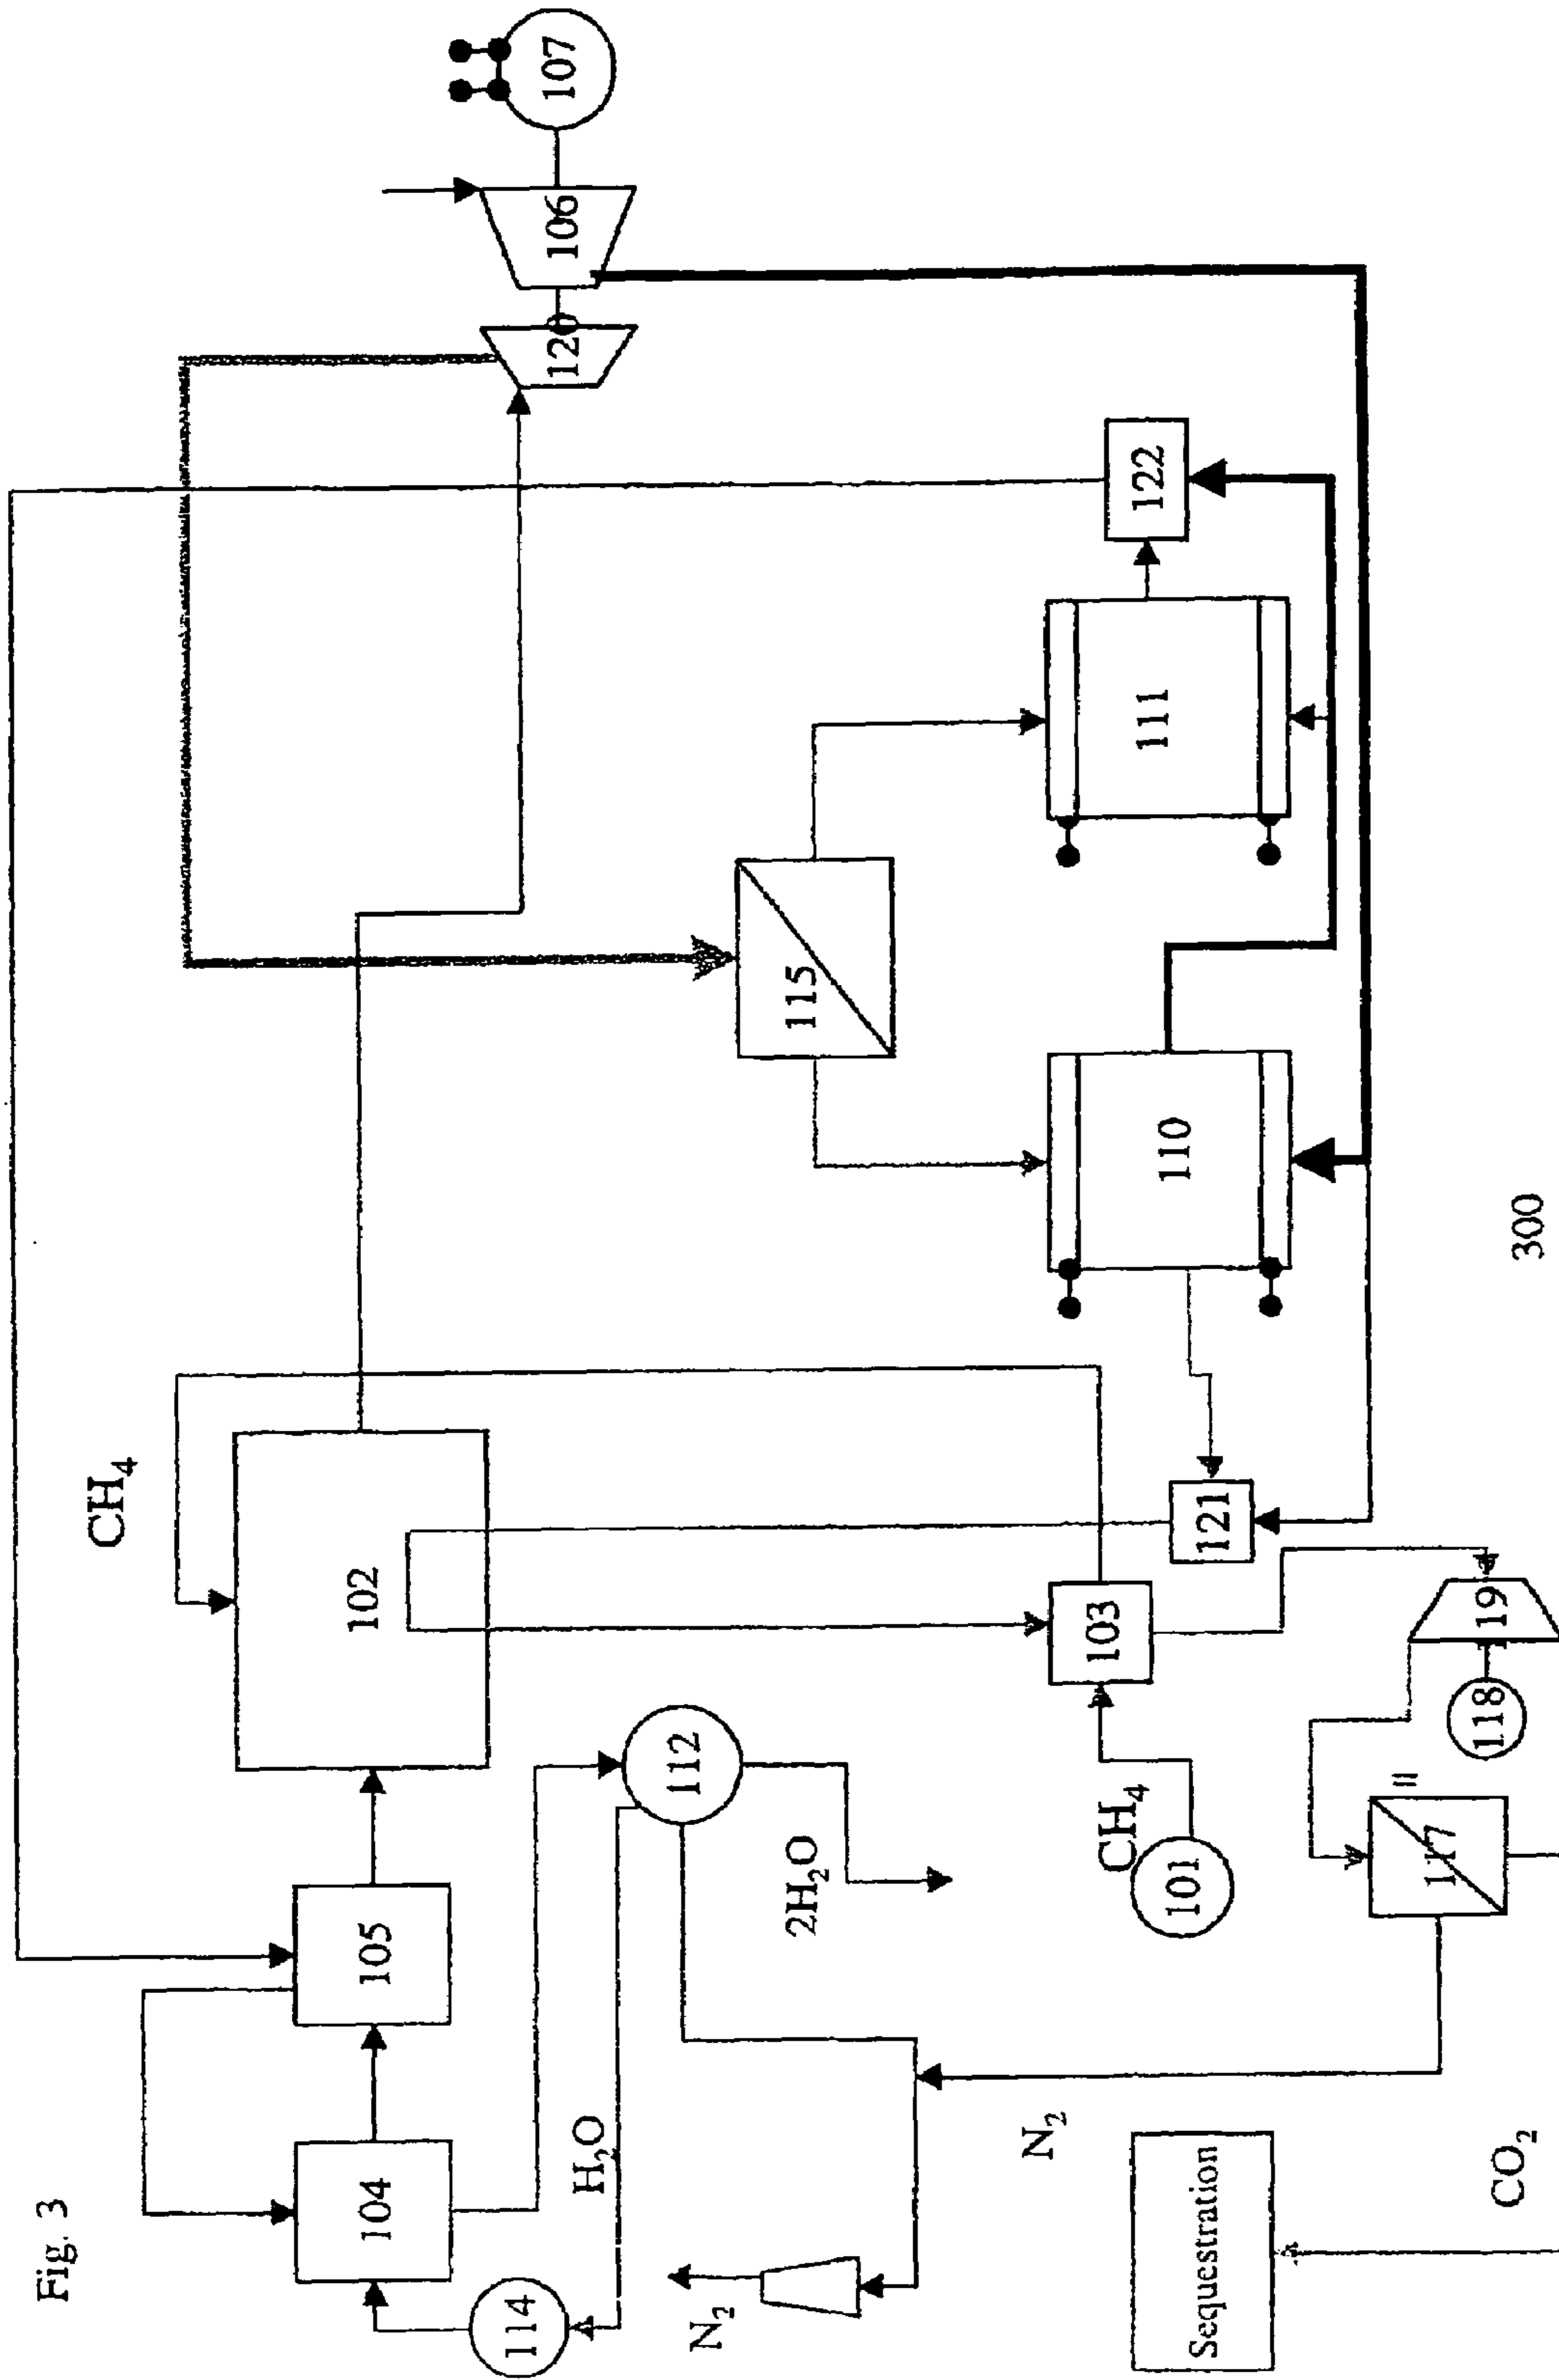 Fig. 3
CH₄
107
106
120
122
111
115
110
102
105
104
114
112
H₂O
2H₂O
103
121
CH₄
101
119
118
117
=
N₂
N₂
CO₂
Sequestration
300